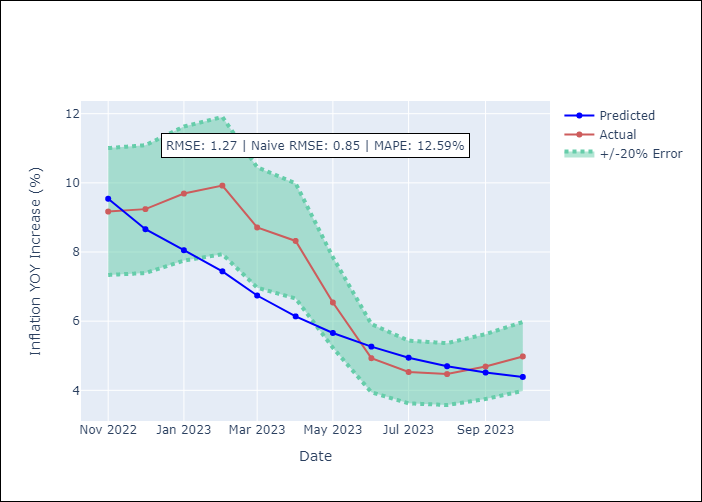 Predicted
Actual
+/-20% Error
RMSE: 1.27 | Naive RMSE: 0.85 | MAPE: 12.59%
12
10
8
6
4
Inflation YOY Increase (%)
Nov 2022 Jan 2023 Mar 2023 May 2023 Jul 2023 Sep 2023
Date